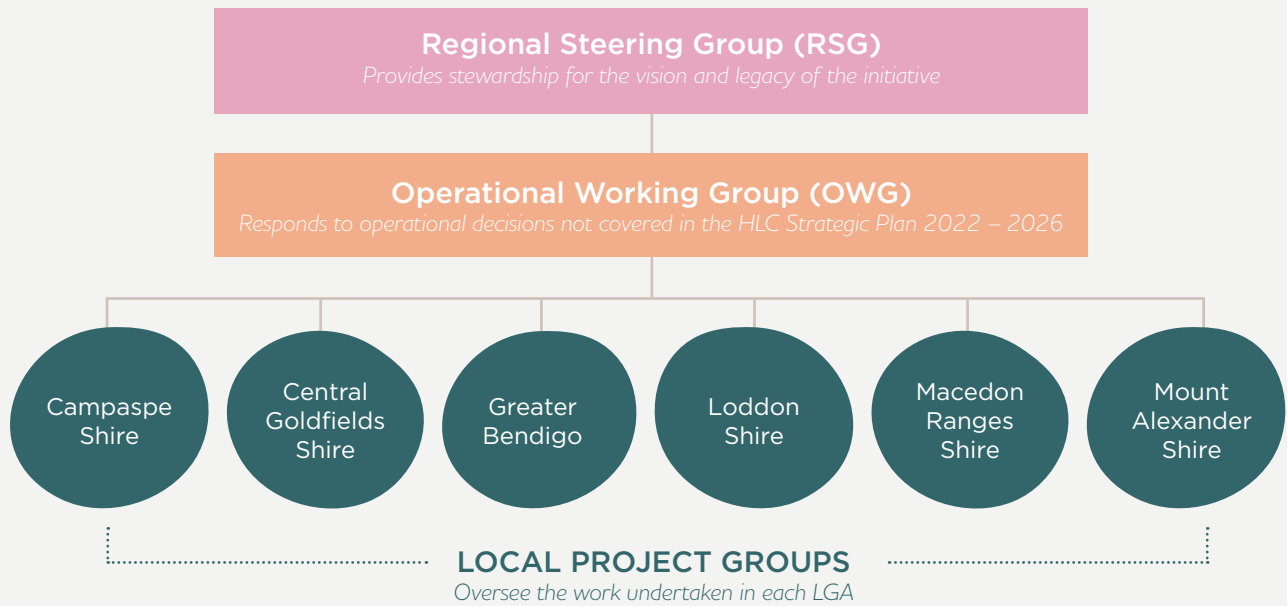 Regional Steering Group (RSG)
Provides stewardship for the vision and legacy of the initiative
Operational Working Group (OWG)
Responds to operational decisions not covered in the HLC Strategic Plan 2022 – 2026
Campaspe
Shire
Central
Goldfields
Shire
Greater
Bendigo
Loddon
Shire
Macedon
Ranges
Shire
Mount
Alexander
Shire
LOCAL PROJECT GROUPS
Oversee the work undertaken in each LGA